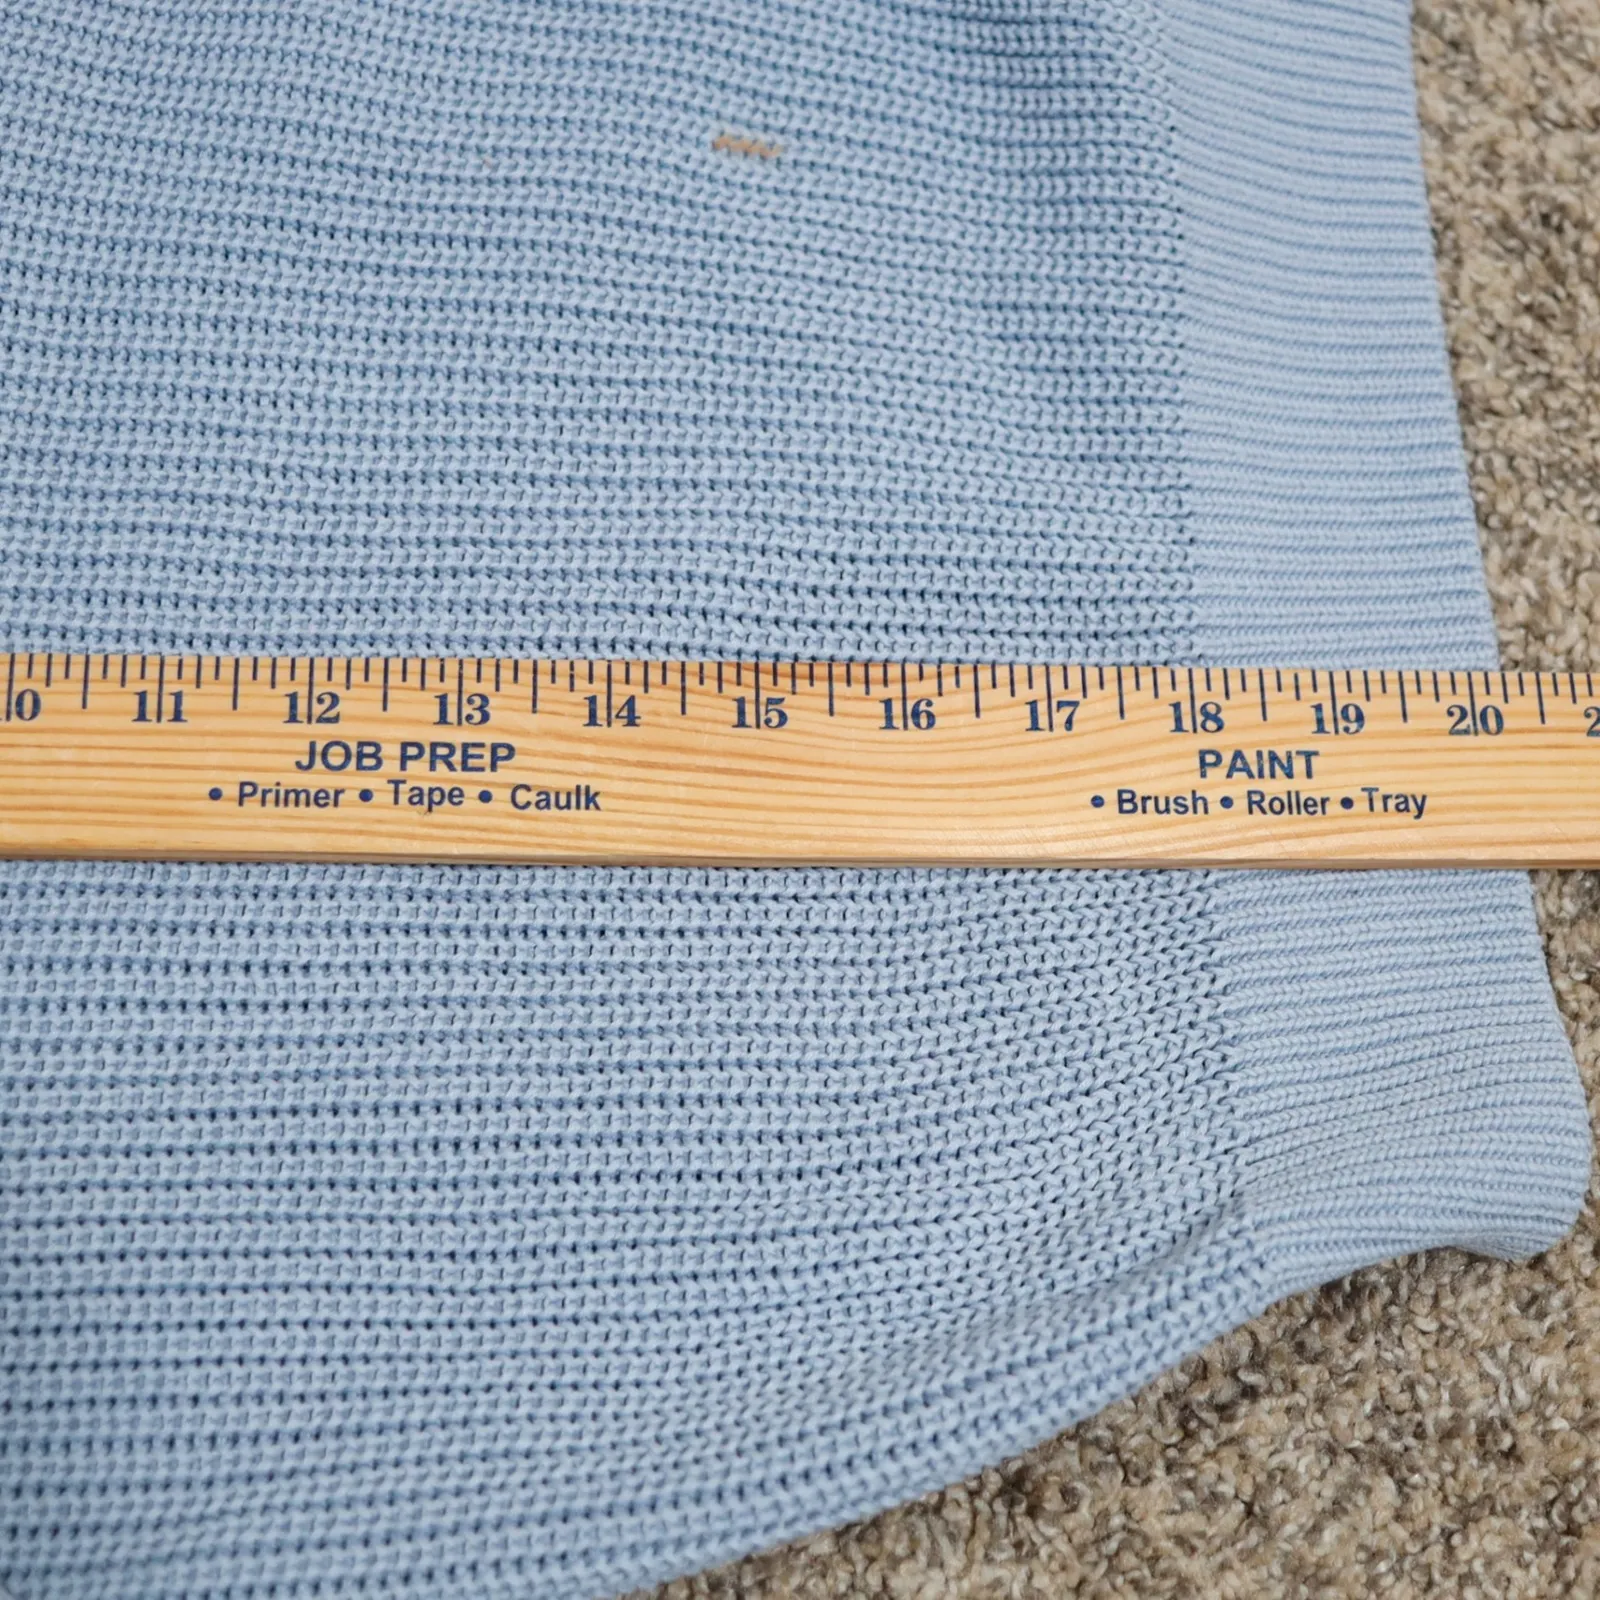 10 11 12 13 14 15 16 17 18 19 20 2
JOB PREP
• Primer • Tape • Caulk
PAINT
• Brush • Roller • Tray